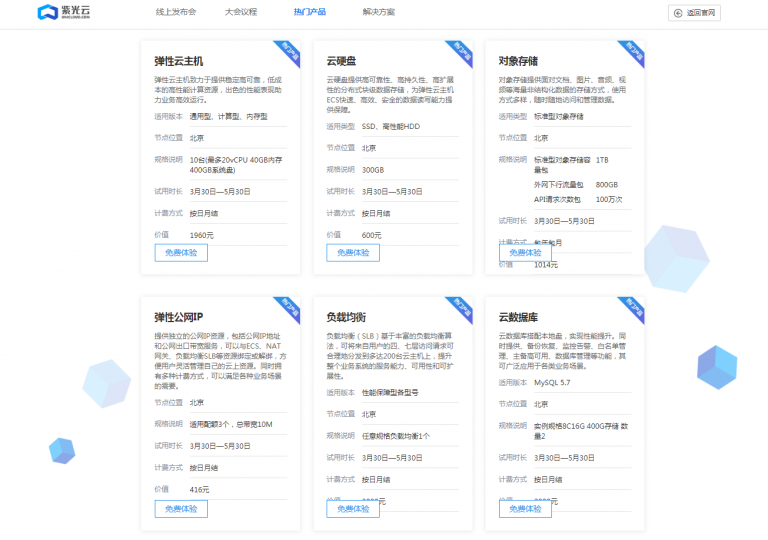 紫光云
UNICLOUD.COM
线上发布会 大会议程 热门产品 解决方案
返回官网
热门产品
弹性云主机
弹性云主机致力于提供稳定高可靠，低成
本的高性能计算资源，出色的性能表现助
力业务高效运行。
适用版本 通用型、计算型、内存型
节点位置 北京
规格说明 10台(最多20vCPU 40GB内存
400GB系统盘)
试用时长 3月30日—5月30日
计费方式 按日月结
价值 1960元
免费体验
热门产品
云硬盘
云硬盘提供高可靠性、高持久性、高扩展
性的分布式块级数据存储，为弹性云主机
ECS快速、高效、安全的数据读写能力提
供保障。
适用类型 SSD、高性能HDD
节点位置 北京
规格说明 300GB
试用时长 3月30日—5月30日
计费方式 按日月结
价值 600元
免费体验
热门产品
对象存储
对象存储提供面对文档、图片、音频、视
频等海量非结构化数据的存储方式，使用
方式多样，随时随地访问和管理数据。
适用类型 标准型对象存储
节点位置 北京
规格说明 标准型对象存储容 1TB
量包
外网下行流量包 800GB
API请求次数包 100万次
试用时长 3月30日—5月30日
计费方式 包年包月
免费体验
价值 1014元
热门产品
弹性公网IP
提供独立的公网IP资源，包括公网IP地址
和公网出口带宽服务，可以与ECS、NAT
网关、负载均衡SLB等资源绑定或解绑，方
便用户灵活管理自己的云上资源。同时拥
有多种计费方式，可以满足各种业务场景
的需要。
节点位置 北京
规格说明 适用配额3个，总带宽10M
试用时长 3月30日—5月30日
计费方式 按日月结
价值 416元
免费体验
热门产品
负载均衡
负载均衡（SLB）基于丰富的负载均衡算
法，可将来自用户的四、七层访问请求可
合理地分发到多达200台云主机上，提升
整个业务系统的服务能力、可用性和可扩
展性。
适用版本 性能保障型各型号
节点位置 北京
规格说明 任意规格负载均衡1个
试用时长 3月30日—5月30日
计费方式 按日月结
价值 元
免费体验
热门产品
云数据库
云数据库搭配本地盘，实现性能提升。同
时提供、备份恢复、监控告警、白名单管
理、主备高可用、数据库管理等功能，其
可广泛应用于各类业务场景。
适用版本 MySQL 5.7
节点位置 北京
规格说明 实例规格8C16G 400G存储 数
量2
试用时长 3月30日—5月30日
计费方式 按日月结
价值 元
免费体验